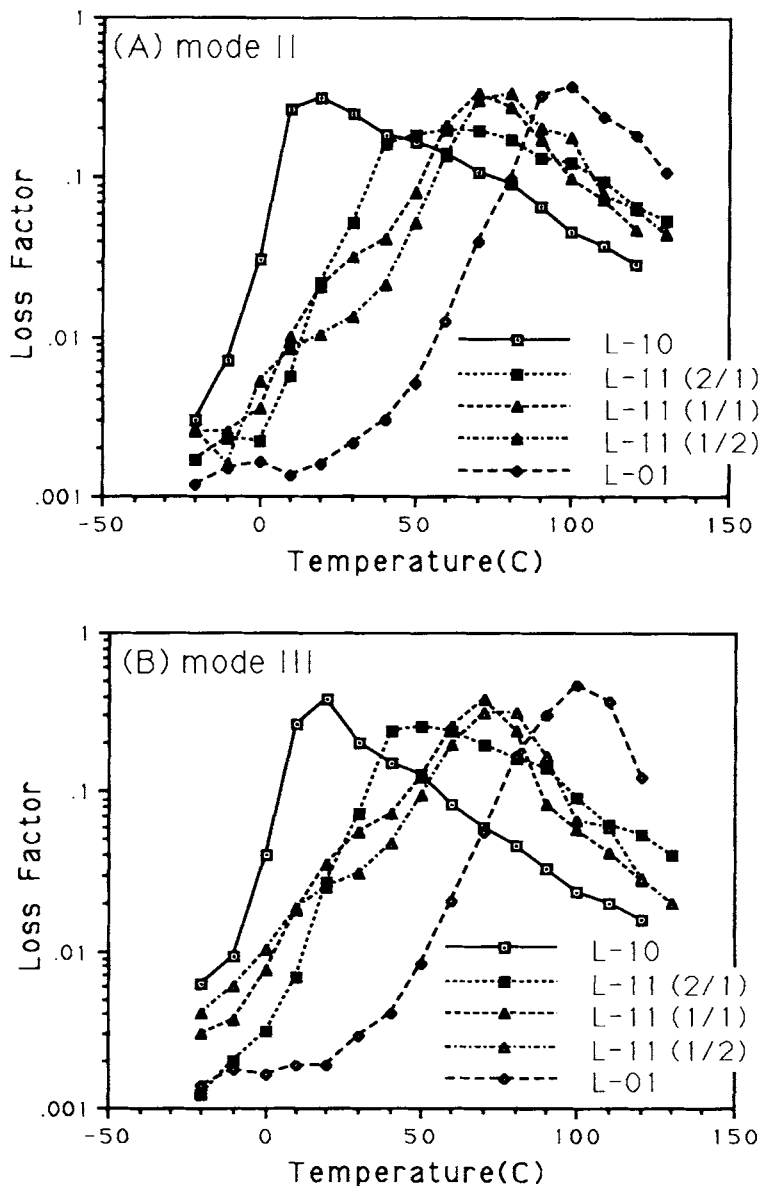 (A) mode II
1
.1
.01
.001
Loss Factor
L-10
L-11 (2/1)
L-11 (1/1)
L-11 (1/2)
L-01
-50 0 50 100 150
Temperature(C)
(B) mode III
1
.1
.01
.001
Loss Factor
L-10
L-11 (2/1)
L-11 (1/1)
L-11 (1/2)
L-01
-50 0 50 100 150
Temperature(C)